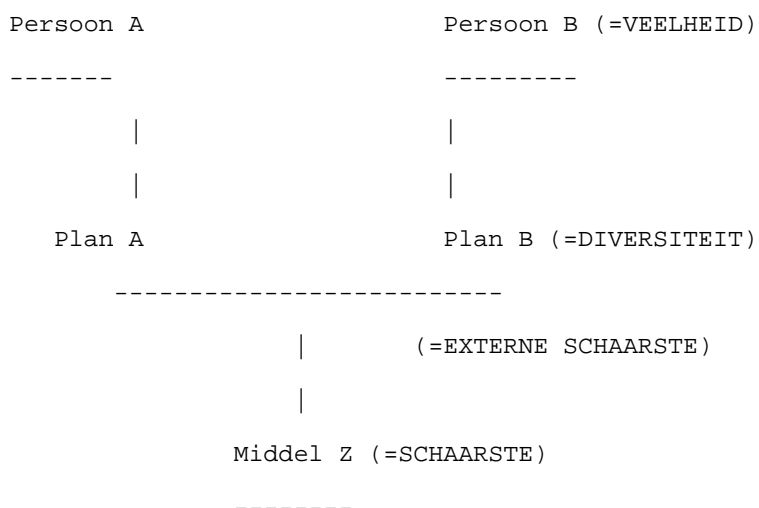 Persoon A Persoon B (=VEELHEID)
------- ---------
| |
| |
Plan A Plan B (=DIVERSITEIT)
--------------------------
| (=EXTERNE SCHAARSTE)
|
Middel Z (=SCHAARSTE)
--------